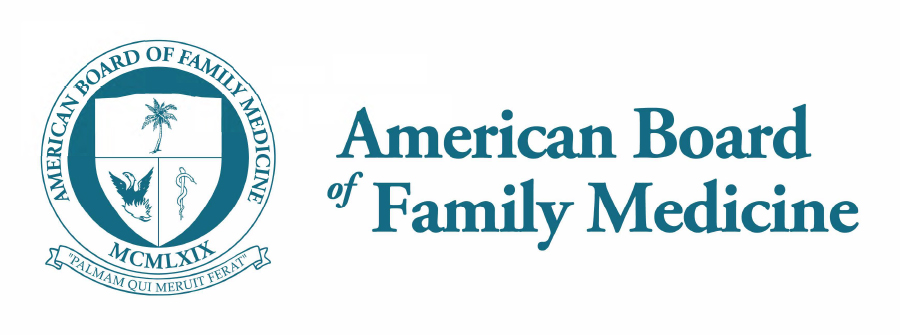 AMERICAN BOARD OF FAMILY MEDICINE
MCMLXIX
"PALMAM QUI MERUIT FERAT"
American Board
of Family Medicine